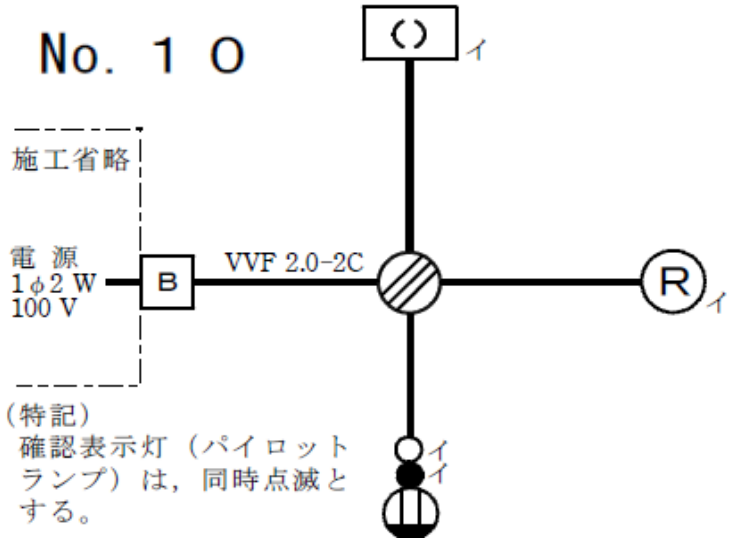 No. 10
( )
イ
施工省略
電 源
1φ2 W
100 V
B
VVF 2.0-2C
R
イ
(特記)
確認表示灯（パイロット
ランプ）は，同時点滅と
する。
イ
イ